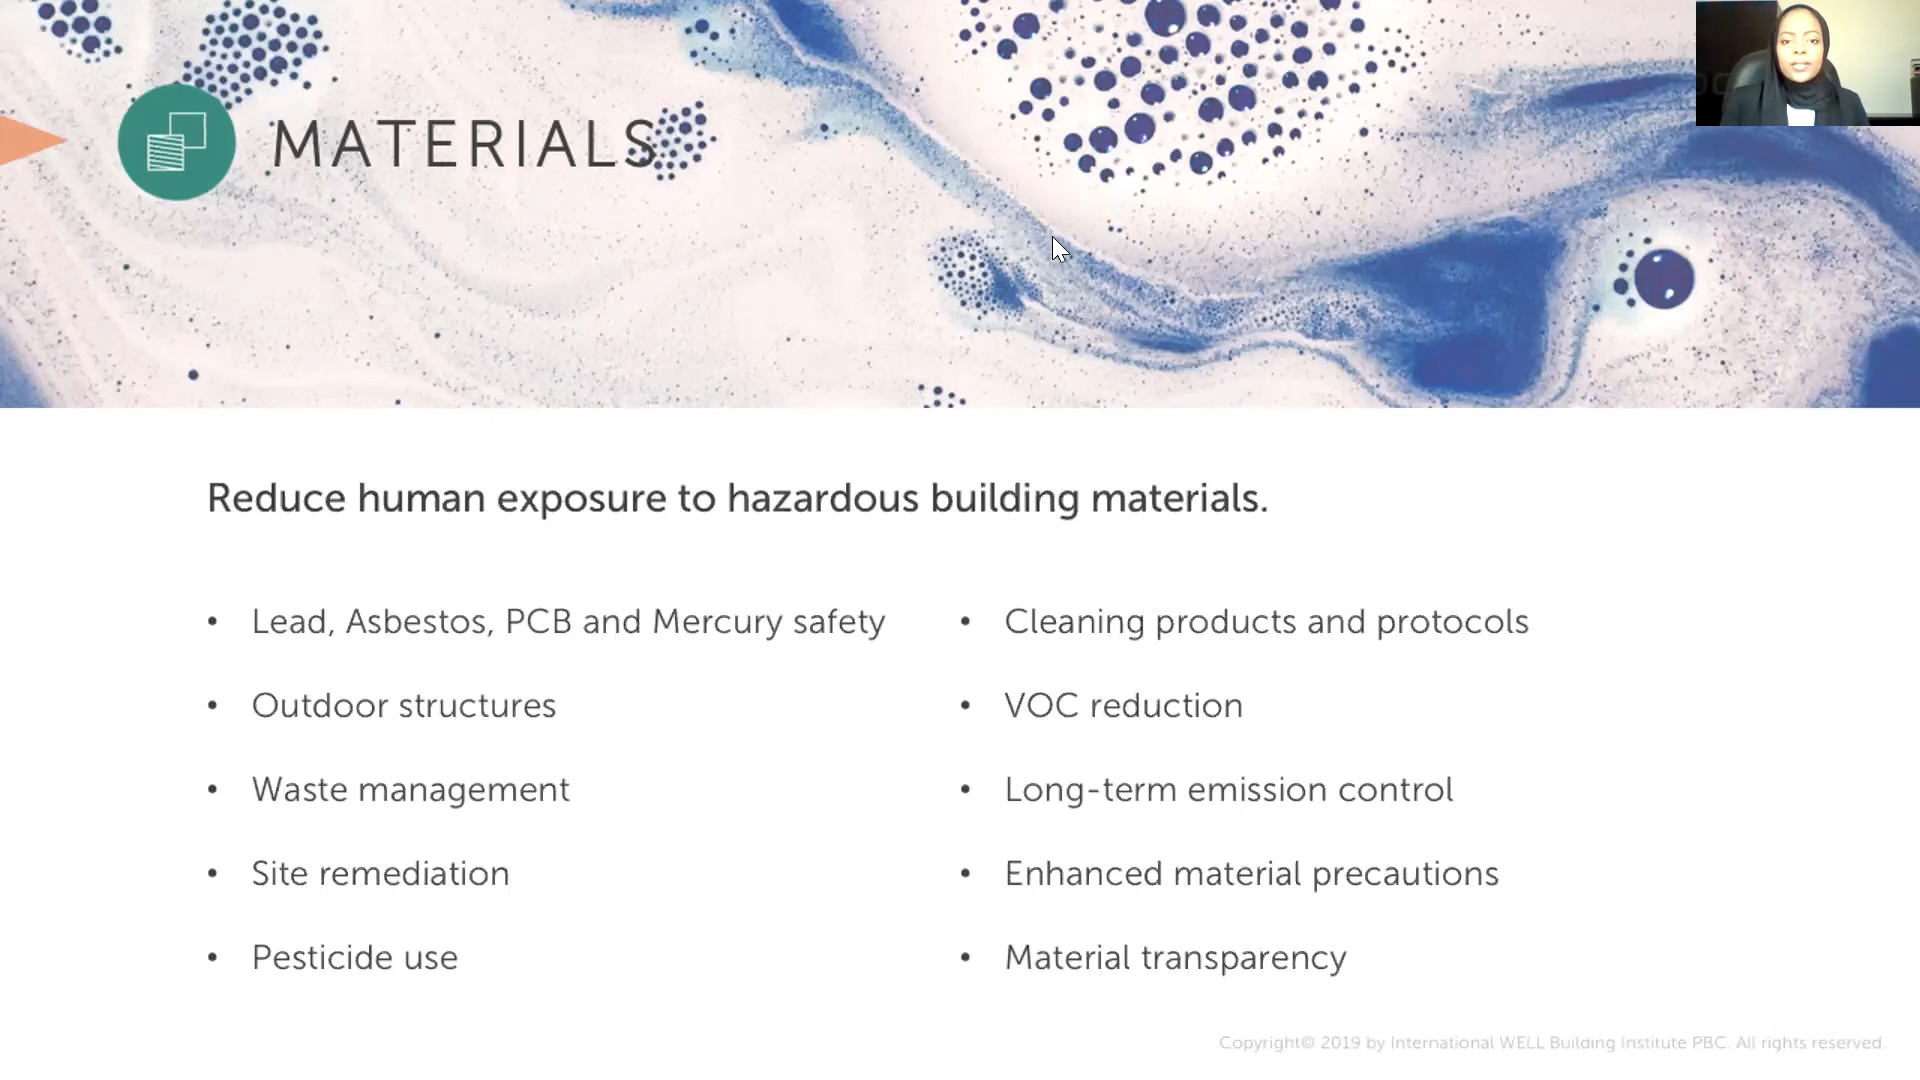 MATERIALS
Reduce human exposure to hazardous building materials.
• Lead, Asbestos, PCB and Mercury safety
• Outdoor structures
• Waste management
• Site remediation
• Pesticide use
• Cleaning products and protocols
• VOC reduction
• Long-term emission control
• Enhanced material precautions
• Material transparency
Copyright© 2019 by International WELL Building Institute PBC. All rights reserved.